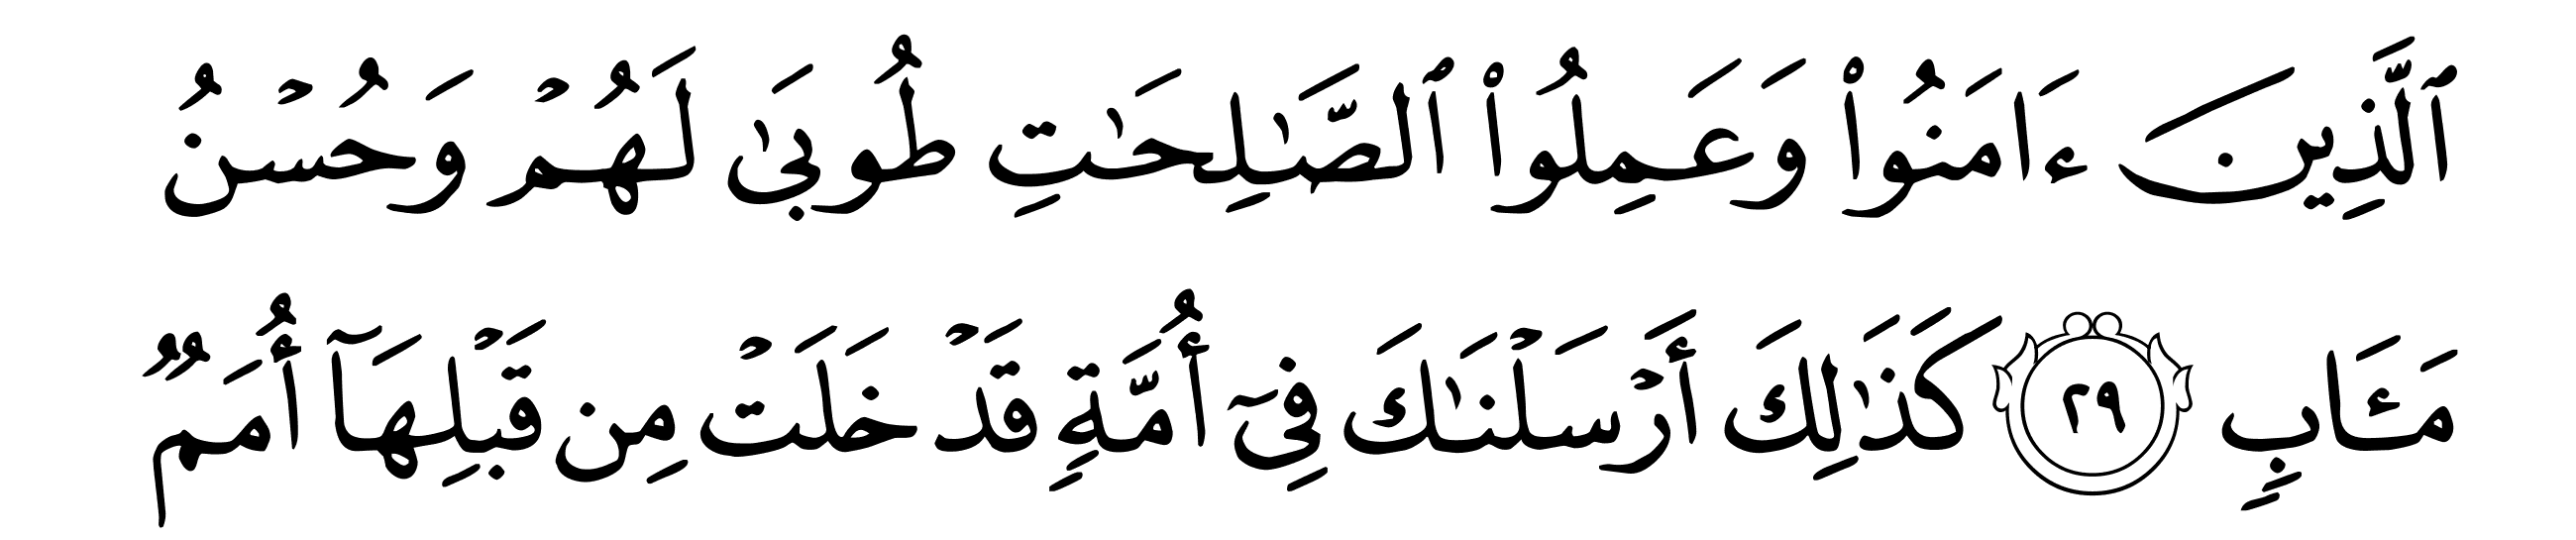 ٱلَّذِينَ ءَامَنُوا۟ وَعَمِلُوا۟ ٱلصَّـٰلِحَـٰتِ طُوبَىٰ لَهُمۡ وَحُسۡنُ
مَـَٔابٍ ٢٩ كَذَٰلِكَ أَرۡسَلۡنَـٰكَ فِيٓ أُمَّةٍ قَدۡ خَلَتۡ مِن قَبۡلِهَآ أُمَمٌ